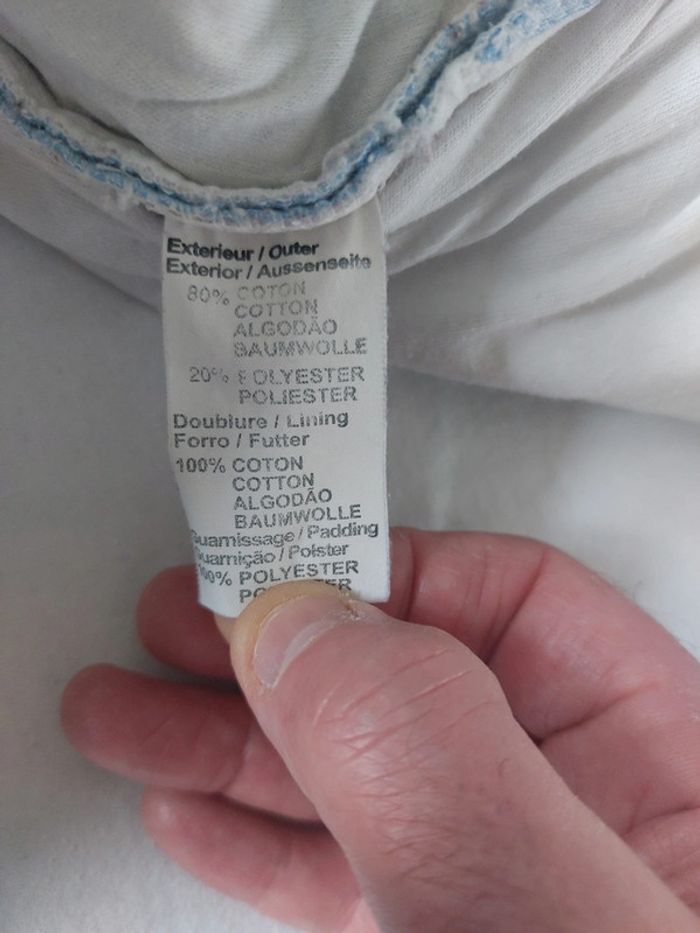 Exterieur / Outer
Exterior / Aussenseite
80% COTON
COTTON
ALGODÃO
BAUMWOLLE
20% POLYESTER
POLIESTER
Doublure / Lining
Forro / Futter
100% COTON
COTTON
ALGODÃO
BAUMWOLLE
Guarnissage / Padding
Guarnição / Polster
100% POLYESTER